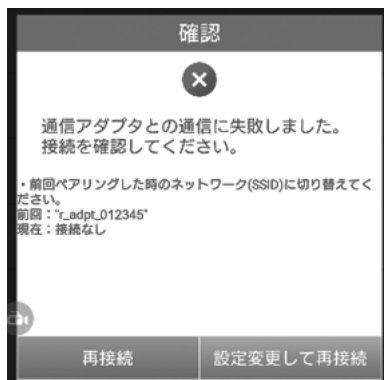 確認
通信アダプタとの通信に失敗しました。
接続を確認してください。
・前回ペアリングした時のネットワーク(SSID)に切り替えてく
ださい。
前回："r_adpt_012345"
現在：接続なし
再接続
設定変更して再接続